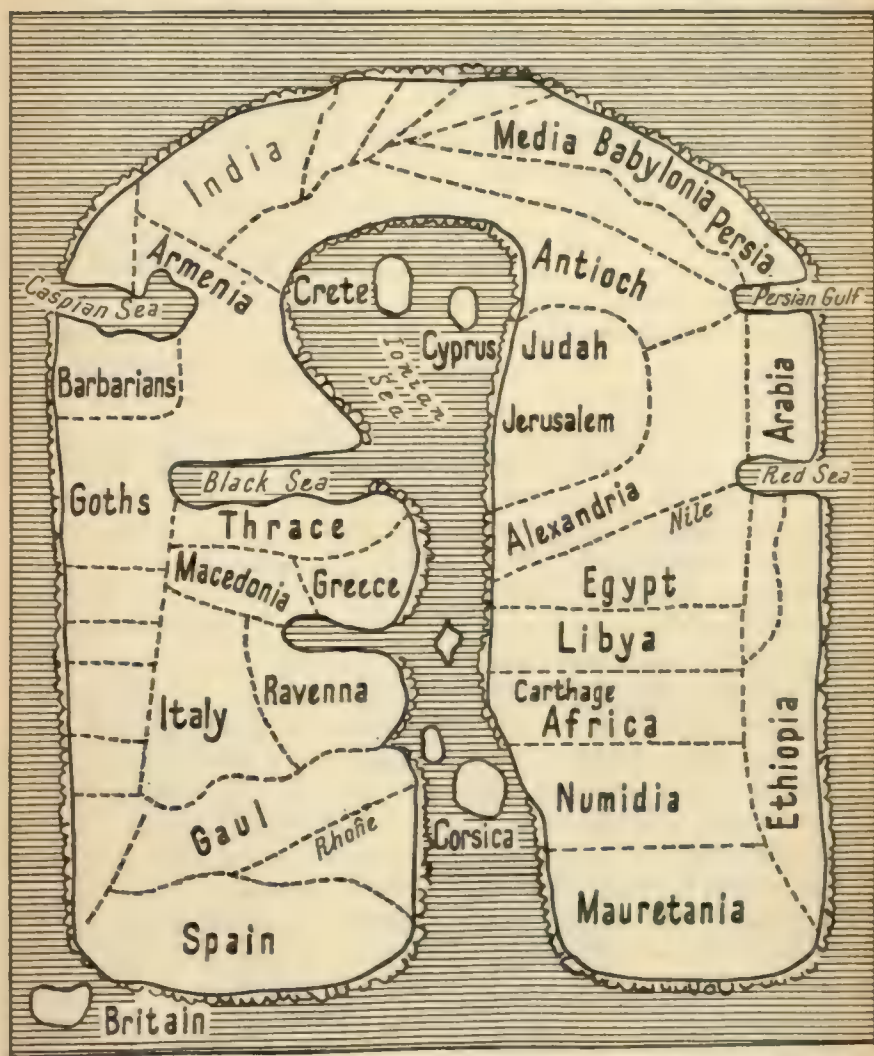 India
Media Babylonia Persia
Armenia
Antioch
Caspian Sea
Crete
Persian Gulf
Cyprus
Ionian
Sea
Judah
Barbarians
Arabia
Jerusalem
Black Sea
Red Sea
Goths
Alexandria
Nile
Thrace
Macedonia
Greece
Egypt
Libya
Ravenna
Carthage
Africa
Italy
Ethiopia
Numidia
Gaul
Rhone
Corsica
Mauretania
Spain
Britain